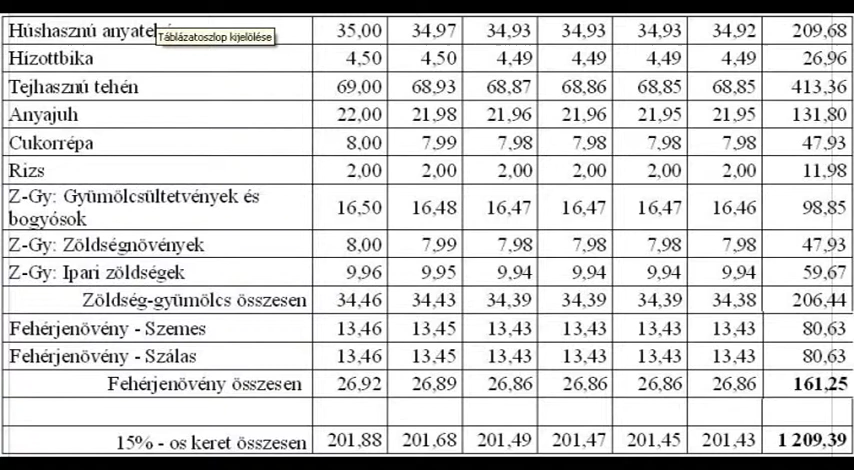 Húshasznú 35,00 34,97 34,93 34,93 34,93 34,92 209,68
Táblázatoszlop kijelölése
Hízottbika 4,50 4,50 4,49 4,49 4,49 4,49 26,96
Tejhasznú tehén 69,00 68,93 68,87 68,86 68,85 68,85 413,36
Anyajuh 22,00 21,98 21,96 21,96 21,95 21,95 131,80
Cukorrépa 8,00 7,99 7,98 7,98 7,98 7,98 47,93
Rizs 2,00 2,00 2,00 2,00 2,00 2,00 11,98
Z-Gy: Gyümölcsültetvények és
bogyósok 16,50 16,48 16,47 16,47 16,47 16,46 98,85
Z-Gy: Zöldségnövények 8,00 7,99 7,98 7,98 7,98 7,98 47,93
Z-Gy: Ipari zöldségek 9,96 9,95 9,94 9,94 9,94 9,94 59,67
Zöldség-gyümölcs összesen 34,46 34,43 34,39 34,39 34,39 34,38 206,44
Fehérjenövény - Szemes 13,46 13,45 13,43 13,43 13,43 13,43 80,63
Fehérjenövény - Szálas 13,46 13,45 13,43 13,43 13,43 13,43 80,63
Fehérjenövény összesen 26,92 26,89 26,86 26,86 26,86 26,86 161,25
15% - os keret összesen 201,88 201,68 201,49 201,47 201,45 201,43 1 209,39